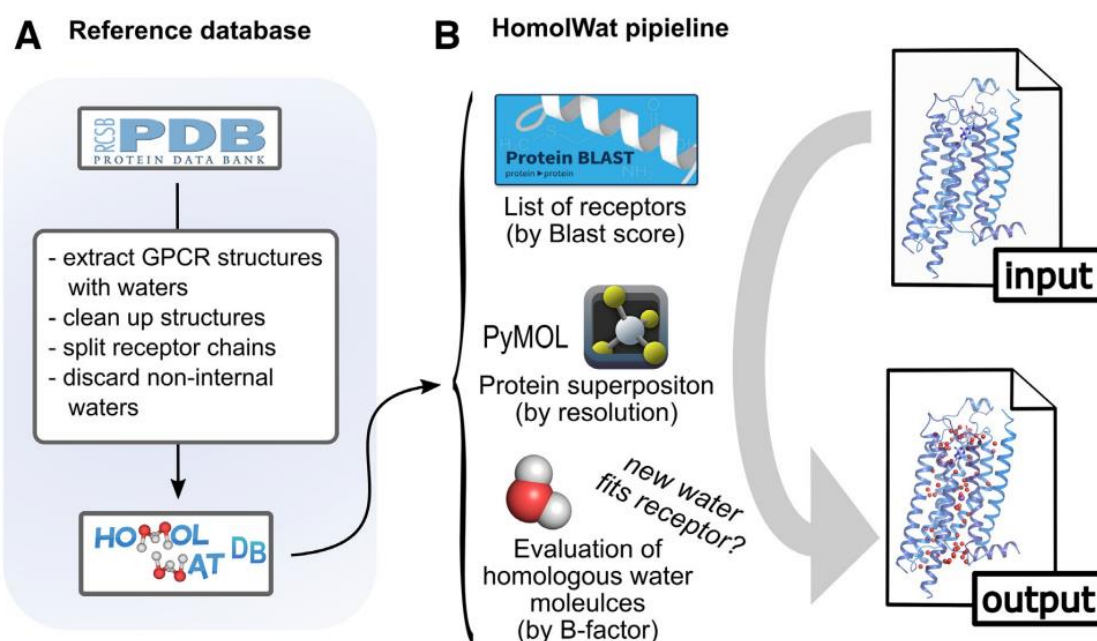 A Reference database
RCSB
PDB
PROTEIN DATA BANK
- extract GPCR structures
with waters
- clean up structures
- split receptor chains
- discard non-internal
waters
HOMOL
WAT DB
B HomolWat pipieline
Protein BLAST
protein ▸ protein
H₃C
NH₂
List of receptors
(by Blast score)
PyMOL
Protein superpositon
(by resolution)
new water
fits receptor?
Evaluation of
homologous water
moleulces
(by B-factor)
input
output